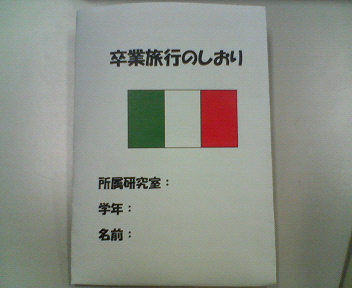 卒業旅行のしおり
所属研究室：
学年：
名前：